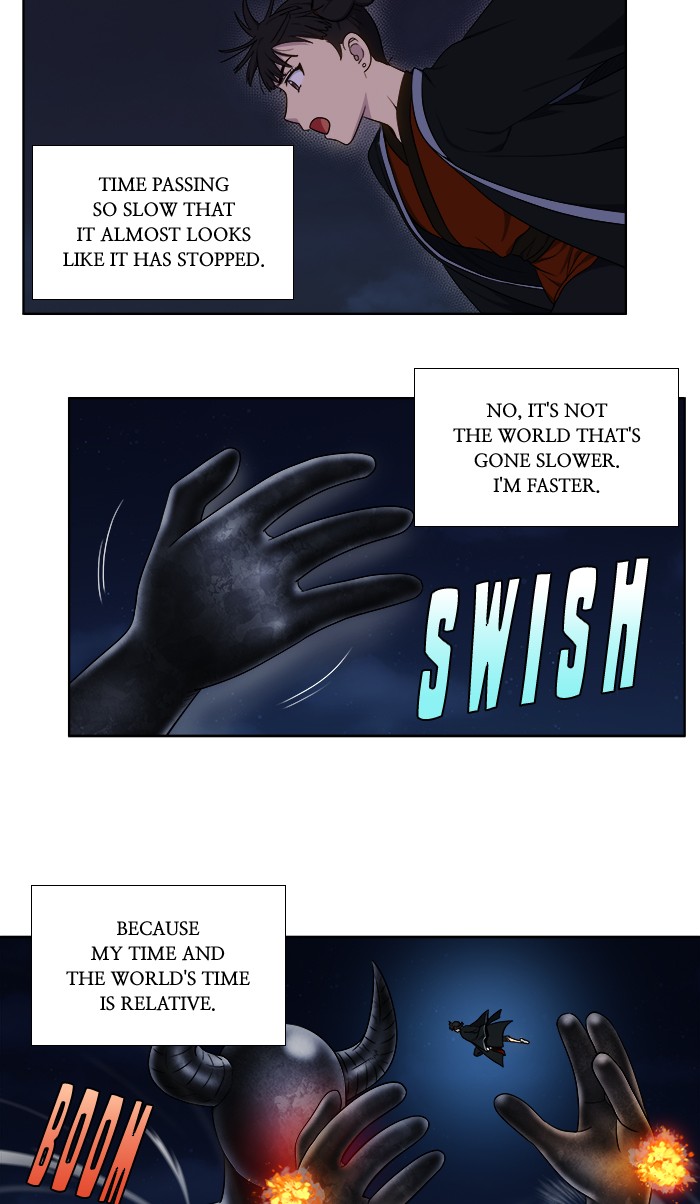 TIME PASSING
SO SLOW THAT
IT ALMOST LOOKS
LIKE IT HAS STOPPED.
NO, IT'S NOT
THE WORLD THAT'S
GONE SLOWER.
I'M FASTER.
SWISH
BECAUSE
MY TIME AND
THE WORLD'S TIME
IS RELATIVE.
BOOM